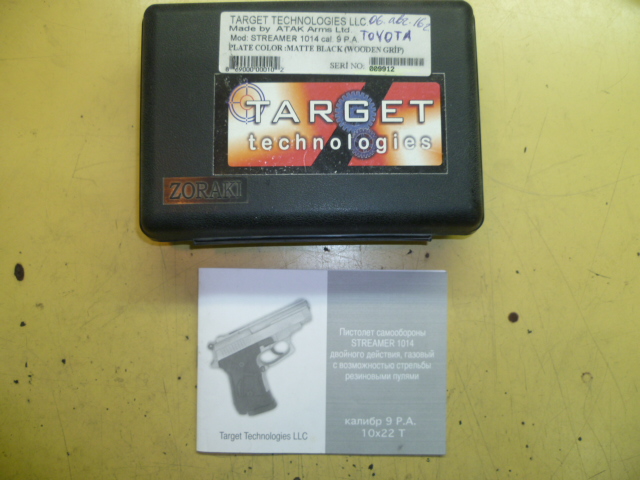 TARGET TECHNOLOGIES LLC
Made by ATAK Arms Ltd.
Mod: STREAMER 1014 cal: 9 P.A. TOYOTA
PLATE COLOR :MATTE BLACK (WOODEN GRİP)
SERİ NO: 009912
TARGET
technologies
ZORAKİ
Пистолет самообороны
STREAMER 1014
двойного действия, газовый
с возможностью стрельбы
резиновыми пулями
калибр 9 P.A.
10x22 T
Target Technologies LLC